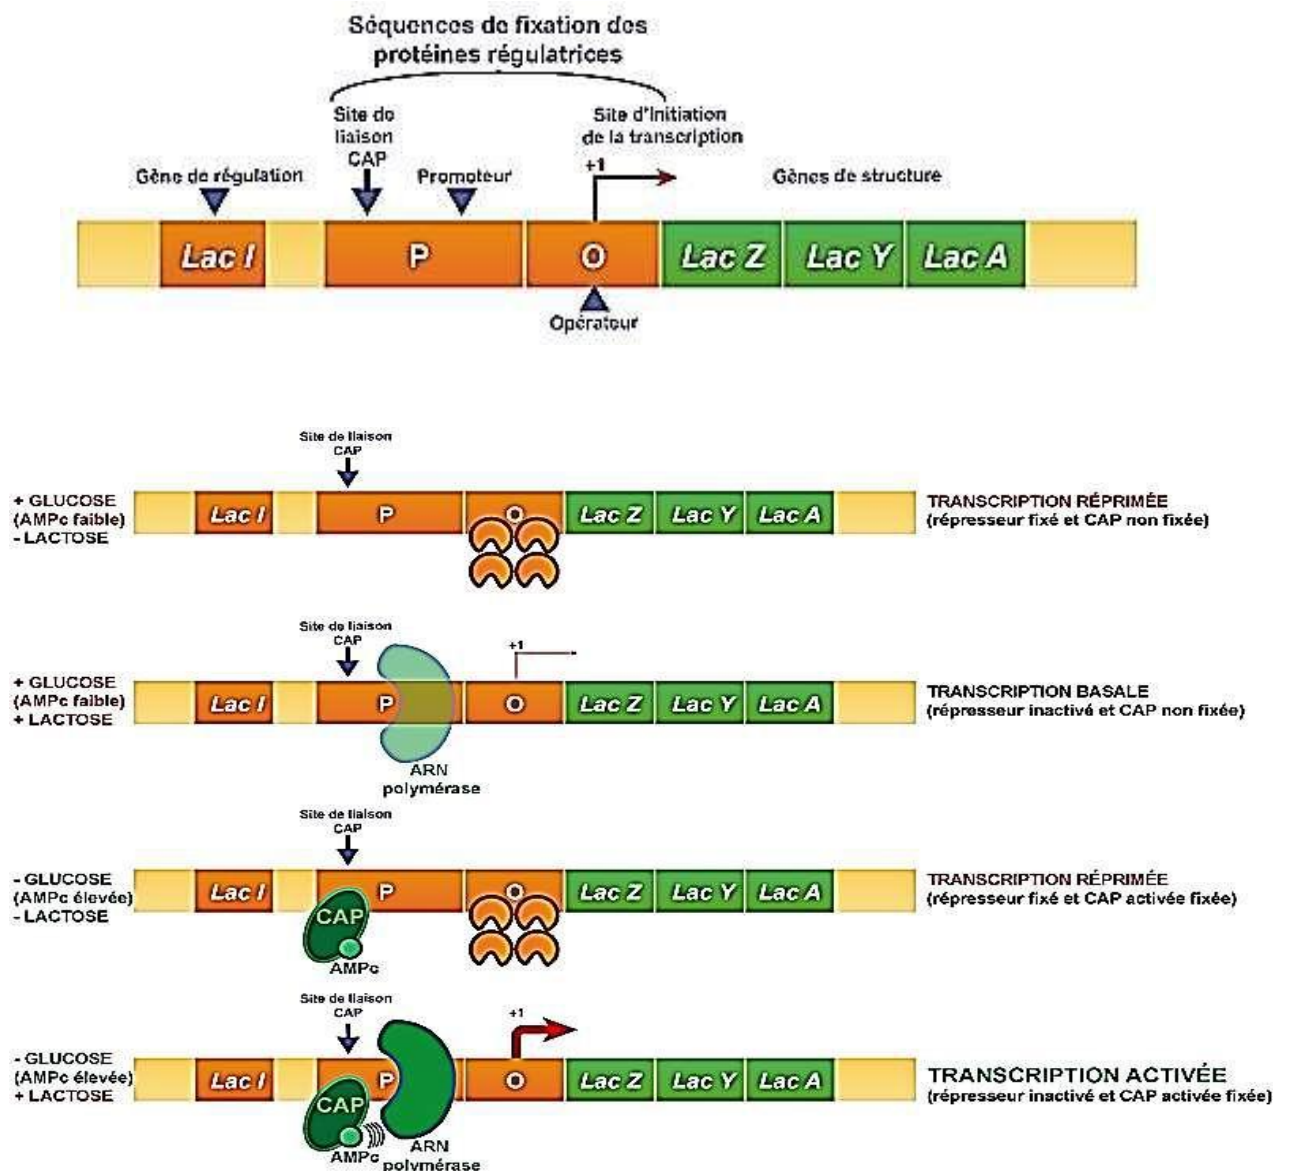 Séquences de fixation des
protéines régulatrices
Site de
liaison
CAP
Site d'Initiation
de la transcription
Gène de régulation
Promoteur
+1
Gènes de structure
Lac I
P
O
Lac Z
Lac Y
Lac A
Opérateur
Site de liaison
CAP
+ GLUCOSE
(AMPc faible)
- LACTOSE
Lac I
P
O
Lac Z
Lac Y
Lac A
TRANSCRIPTION RÉPRIMÉE
(répresseur fixé et CAP non fixée)
Site de liaison
CAP
+1
+ GLUCOSE
(AMPc faible)
+ LACTOSE
Lac I
P
O
Lac Z
Lac Y
Lac A
TRANSCRIPTION BASALE
(répresseur inactivé et CAP non fixée)
ARN
polymérase
Site de liaison
CAP
- GLUCOSE
(AMPc élevée)
- LACTOSE
Lac I
P
O
Lac Z
Lac Y
Lac A
TRANSCRIPTION RÉPRIMÉE
(répresseur fixé et CAP activée fixée)
CAP
AMPc
Site de liaison
CAP
+1
- GLUCOSE
(AMPc élevée)
+ LACTOSE
Lac I
P
O
Lac Z
Lac Y
Lac A
TRANSCRIPTION ACTIVÉE
(répresseur inactivé et CAP activée fixée)
CAP
AMPc
ARN
polymérase